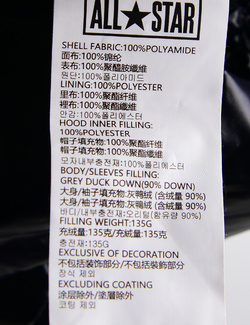 ALL★STAR
SHELL FABRIC:100%POLYAMIDE
面布:100%锦纶
表布:100%聚醯胺纖維
원단:100%폴리아미드
LINING:100%POLYESTER
里布:100%聚酯纤维
裡布:100%聚酯纖維
안감:100%폴리에스터
HOOD INNER FILLING:
100%POLYESTER
帽子填充物:100%聚酯纤维
帽子填充物:100%聚酯纖維
모자내부충전재:100%폴리에스터
BODY/SLEEVES FILLING:
GREY DUCK DOWN(90% DOWN)
大身/袖子填充物:灰鸭绒 (含绒量 90%)
大身/袖子填充物:灰鴨絨 (含絨量 90%)
바디/내부충전재:오리털(함유량 90%)
FILLING WEIGHT:135G
充绒量:135克/充絨量:135克
충전재:135G
EXCLUSIVE OF DECORATION
不包括装饰部分/不包括裝飾部分
장식 제외
EXCLUDING COATING
涂层除外/塗層除外
코팅 제외